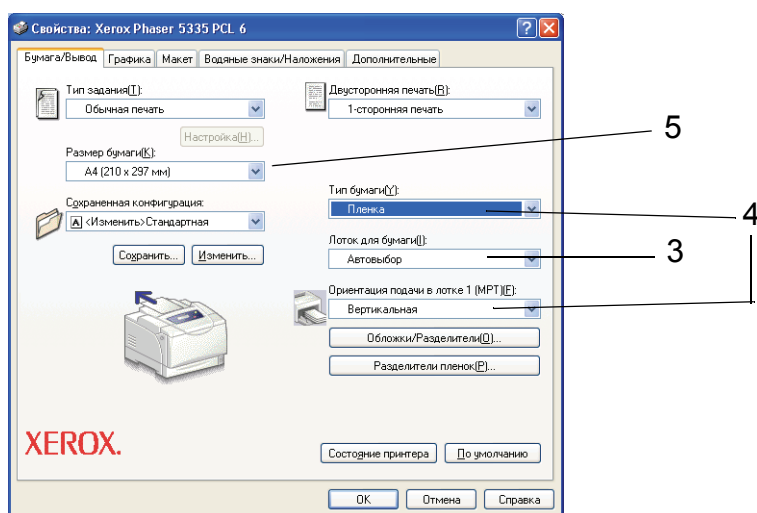 Свойства: Xerox Phaser 5335 PCL 6
Бумага/Вывод Графика Макет Водяные знаки/Наложения Дополнительные
Тип задания(Т):
Обычная печать
Настройка(Н)...
Размер бумаги(К):
A4 (210 x 297 мм)
Сохраненная конфигурация:
A <Изменить>Стандартная
Сохранить... Изменить...
Двусторонняя печать(R):
1-сторонняя печать
5
Тип бумаги(Y):
Пленка
4
Лоток для бумаги(I):
Автовыбор
3
Ориентация подачи в лотке 1 (MPT)(F):
Вертикальная
Обложки/Разделители(O)...
Разделители пленок(P)...
XEROX.
Состояние принтера По умолчанию
OK Отмена Справка